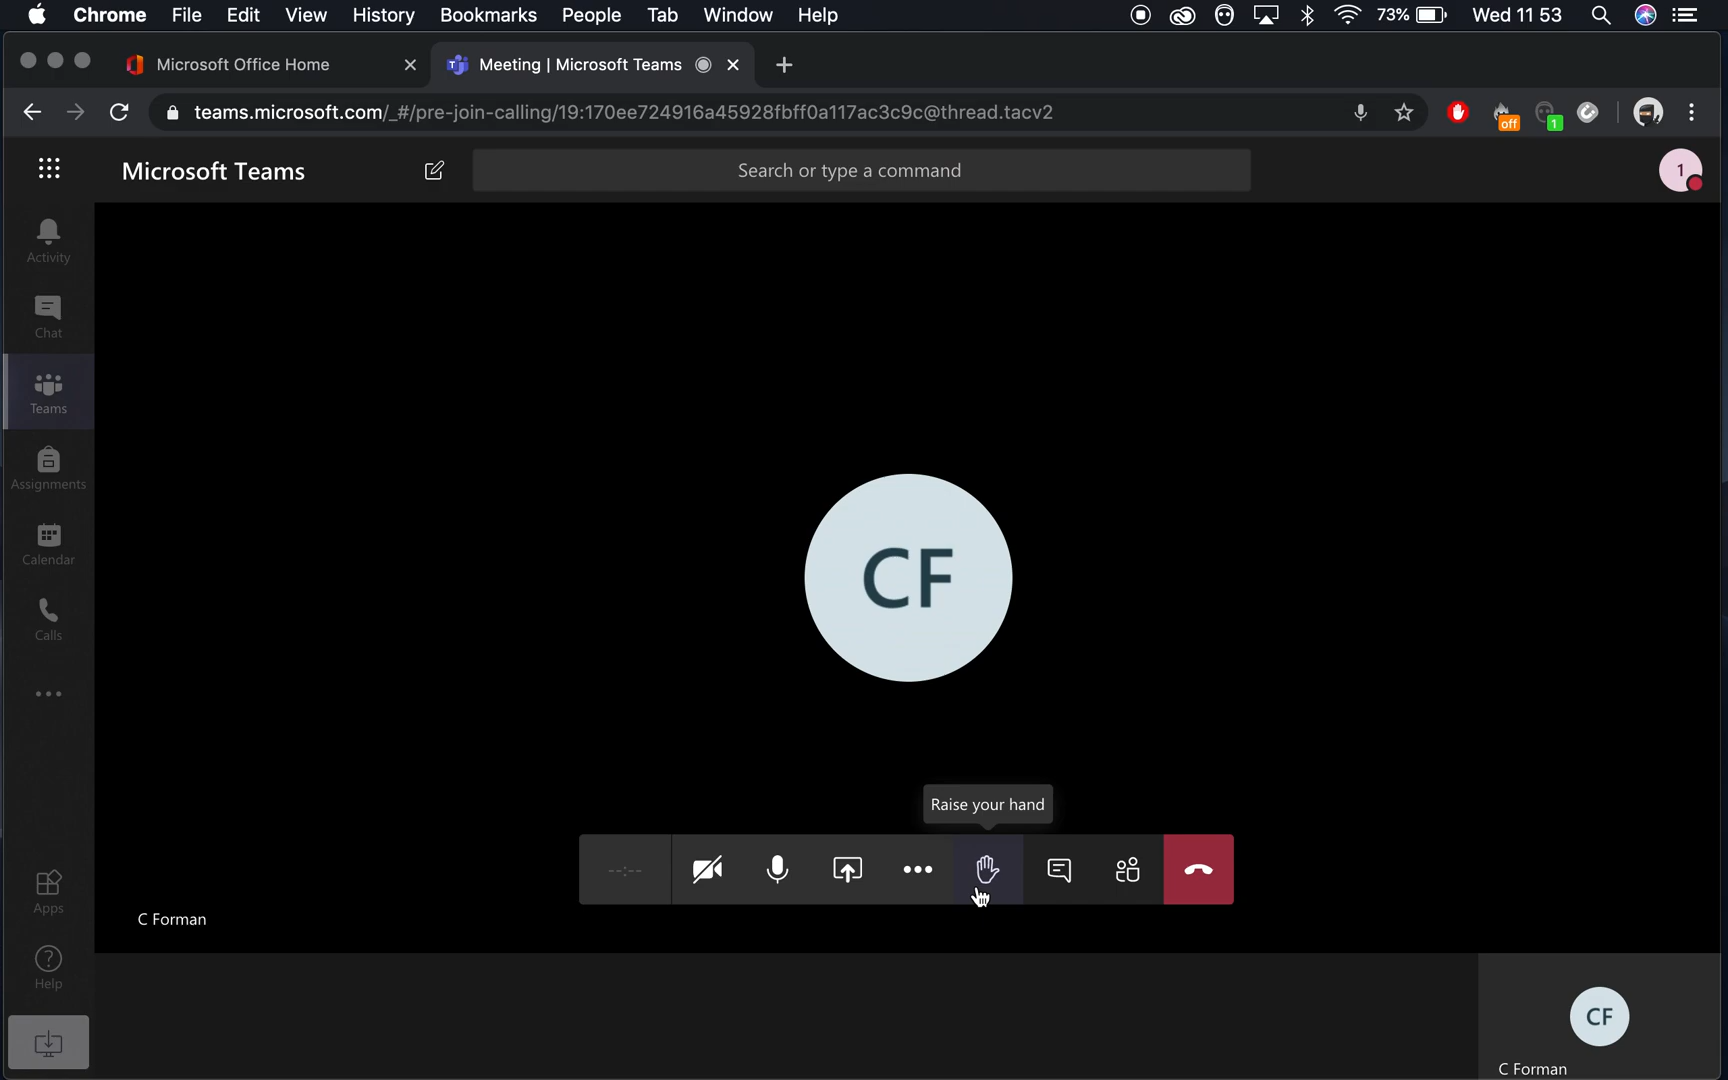 Chrome File Edit View History Bookmarks People Tab Window Help 73% Wed 11 53
Microsoft Office Home
Meeting | Microsoft Teams
teams.microsoft.com/_#/pre-join-calling/19:170ee724916a45928fbff0a117ac3c9c@thread.tacv2
off
1
Microsoft Teams
Search or type a command
1
Activity
Chat
Teams
Assignments
Calendar
Calls
Apps
Help
CF
Raise your hand
--:--
C Forman
CF
C Forman